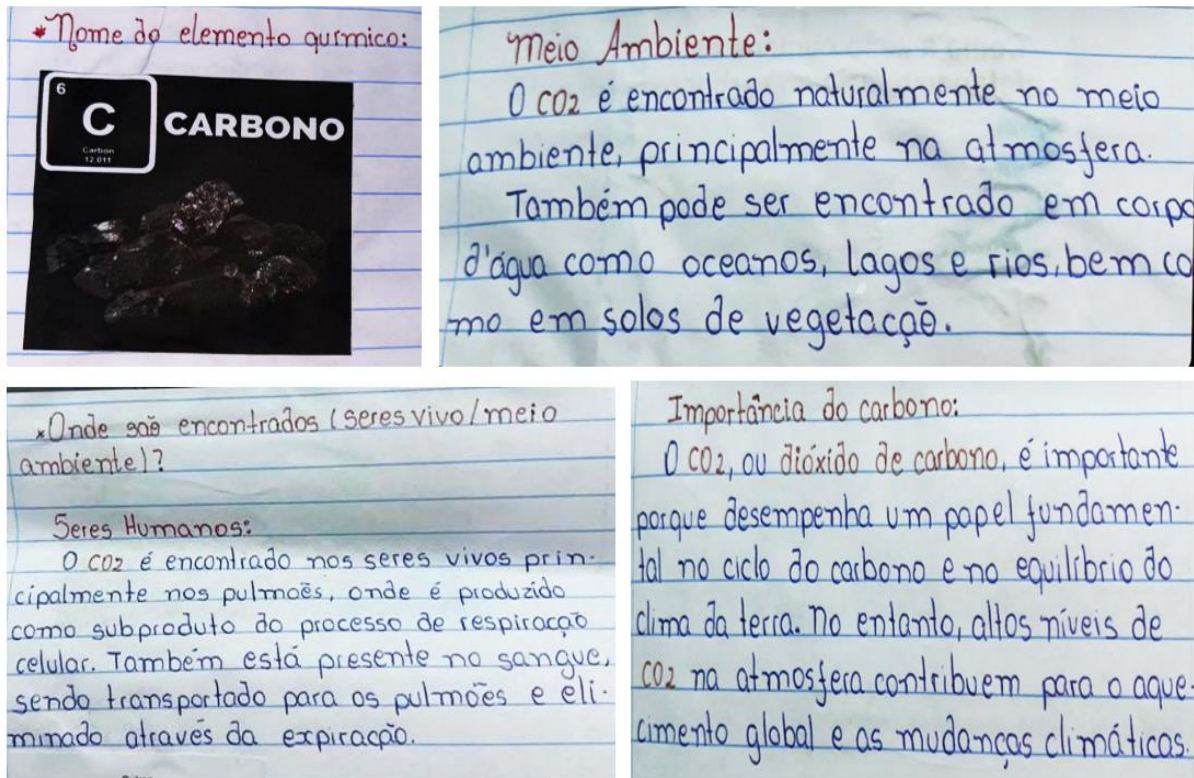 *Nome do elemento químico:
6
C
Carbon
12.011
CARBONO
Meio Ambiente:
O CO2 é encontrado naturalmente no meio
ambiente, principalmente na atmosfera.
Também pode ser encontrado em corpo
d'água como oceanos, lagos e rios, bem co
mo em solos de vegetação.
*Onde são encontrados (seres vivo/meio
ambiente)?
Seres Humanos:
O CO2 é encontrado nos seres vivos prin-
cipalmente nos pulmões, onde é produzido
como subproduto do processo de respiração
celular. Também está presente no sangue,
sendo transportado para os pulmões e eli-
minado através da expiração.
Importância do carbono:
O CO2, ou dióxido de carbono, é importante
porque desempenha um papel fundamen-
tal no ciclo do carbono e no equilíbrio do
clima da terra. No entanto, altos níveis de
CO2 na atmosfera contribuem para o aque-
cimento global e as mudanças climáticas.